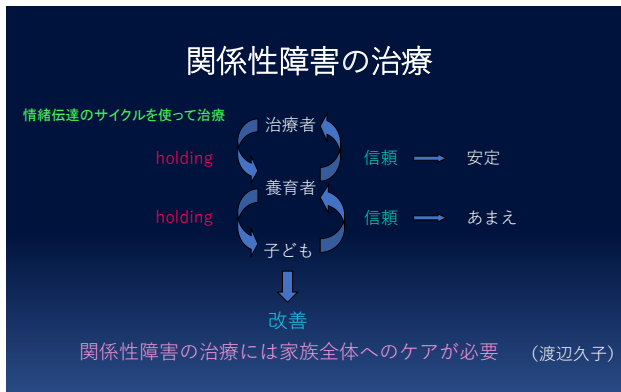 関係性障害の治療
情緒伝達のサイクルを使って治療
治療者
holding 信頼 安定
養育者
holding 信頼 あまえ
子ども
改善
関係性障害の治療には家族全体へのケアが必要 (渡辺久子)